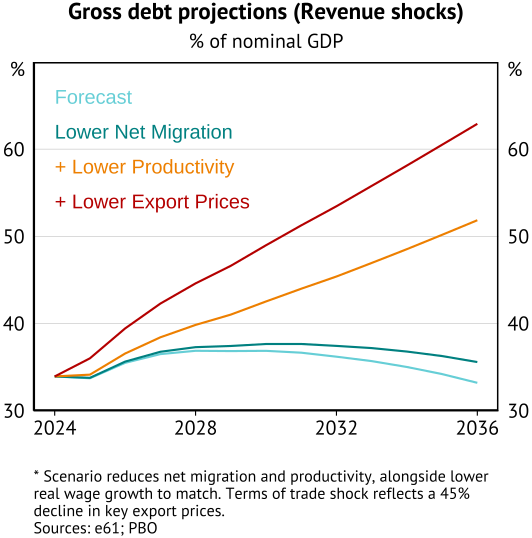 Gross debt projections (Revenue shocks)
% of nominal GDP
% %
Forecast
Lower Net Migration
+ Lower Productivity
+ Lower Export Prices
60 60
50 50
40 40
30 30
2024 2028 2032 2036
* Scenario reduces net migration and productivity, alongside lower
real wage growth to match. Terms of trade shock reflects a 45%
decline in key export prices.
Sources: e61; PBO